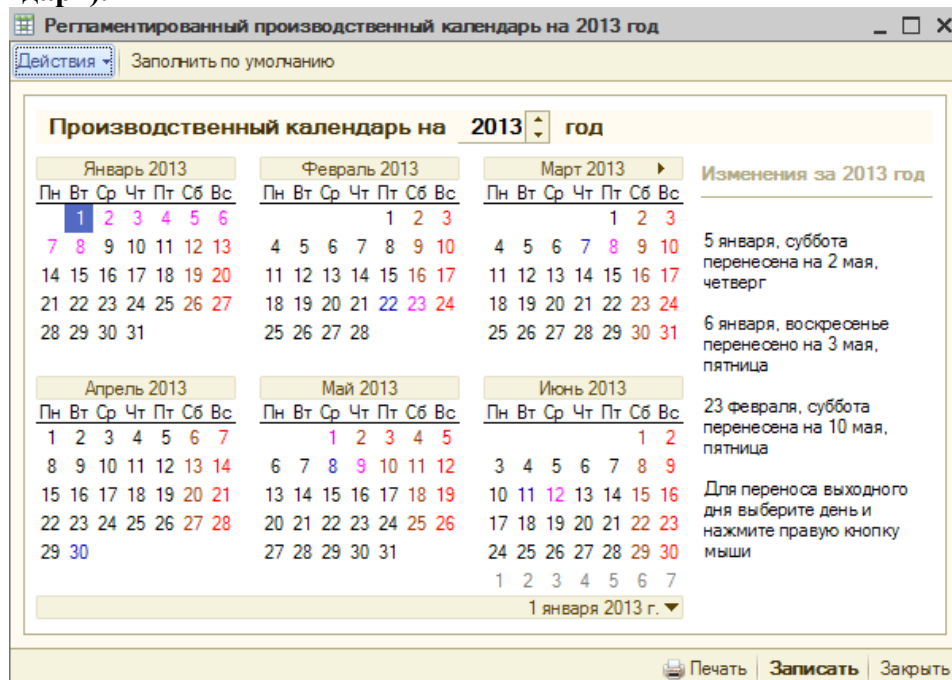 Регламентированный производственный календарь на 2013 год
Действия Заполнить по умолчанию
Производственный календарь на 2013 год
Январь 2013 Февраль 2013 Март 2013
Пн Вт Ср Чт Пт Сб Вс Пн Вт Ср Чт Пт Сб Вс Пн Вт Ср Чт Пт Сб Вс
1 2 3 4 5 6 1 2 3 1 2 3
7 8 9 10 11 12 13 4 5 6 7 8 9 10 4 5 6 7 8 9 10
14 15 16 17 18 19 20 11 12 13 14 15 16 17 11 12 13 14 15 16 17
21 22 23 24 25 26 27 18 19 20 21 22 23 24 18 19 20 21 22 23 24
28 29 30 31 25 26 27 28 25 26 27 28 29 30 31
Апрель 2013 Май 2013 Июнь 2013
Пн Вт Ср Чт Пт Сб Вс Пн Вт Ср Чт Пт Сб Вс Пн Вт Ср Чт Пт Сб Вс
1 2 3 4 5 6 7 1 2 3 4 5 1 2
8 9 10 11 12 13 14 6 7 8 9 10 11 12 3 4 5 6 7 8 9
15 16 17 18 19 20 21 13 14 15 16 17 18 19 10 11 12 13 14 15 16
22 23 24 25 26 27 28 20 21 22 23 24 25 26 17 18 19 20 21 22 23
29 30 27 28 29 30 31 24 25 26 27 28 29 30
1 2 3 4 5 6 7
1 января 2013 г.
Изменения за 2013 год
5 января, суббота
перенесена на 2 мая,
четверг
6 января, воскресенье
перенесено на 3 мая,
пятница
23 февраля, суббота
перенесена на 10 мая,
пятница
Для переноса выходного
дня выберите день и
нажмите правую кнопку
мыши
Печать Записать Закрыть